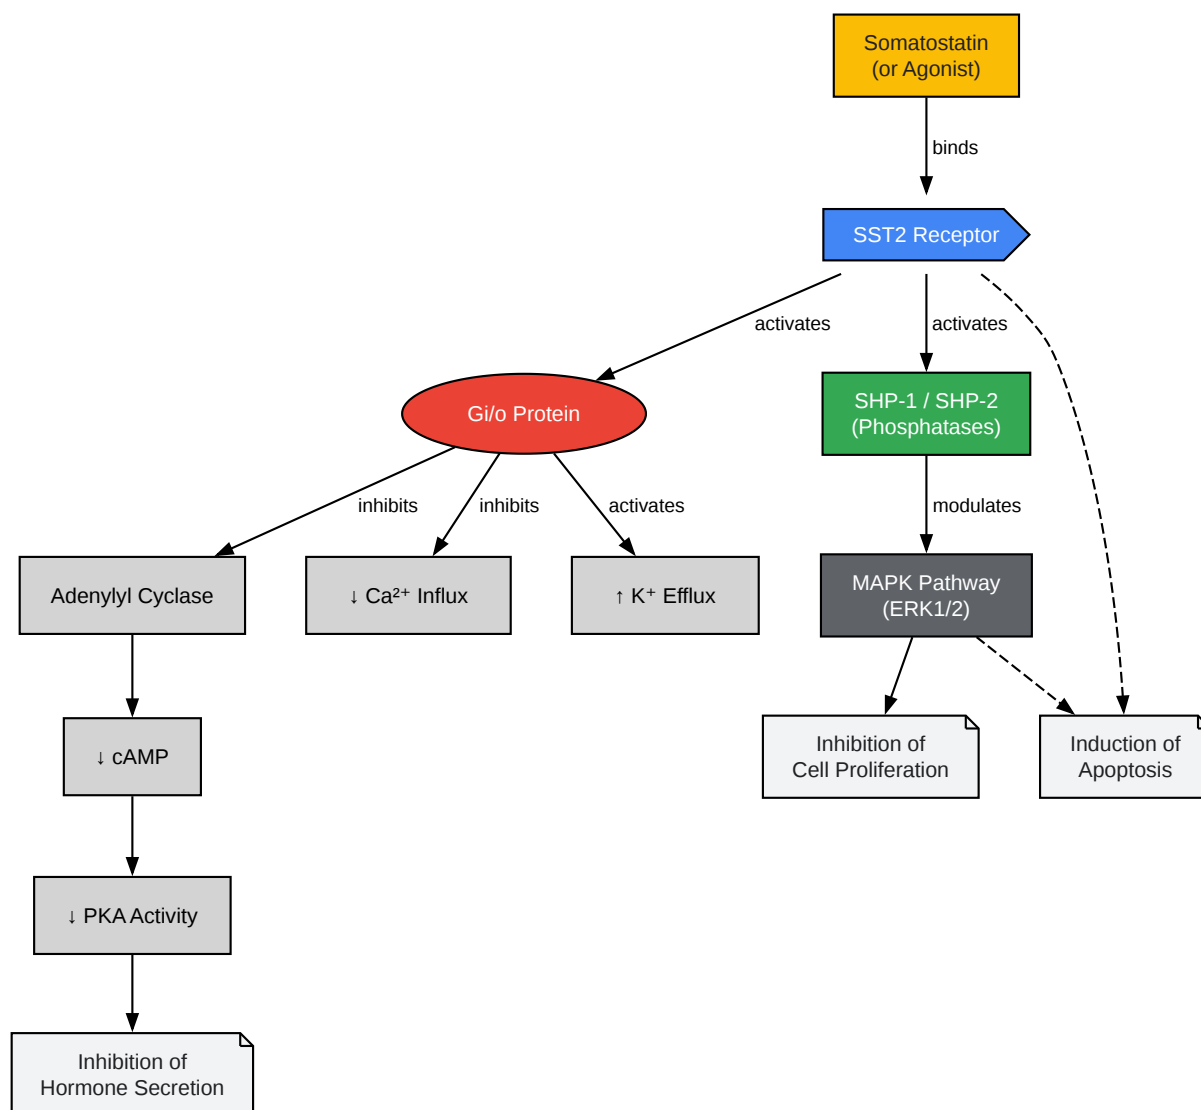 Somatostatin
(or Agonist)
binds
SST2 Receptor
activates
activates
Gi/o Protein
SHP-1 / SHP-2
(Phosphatases)
inhibits
inhibits
activates
modulates
Adenylyl Cyclase
↓ Ca²⁺ Influx
↑ K⁺ Efflux
MAPK Pathway
(ERK1/2)
↓ cAMP
Inhibition of
Cell Proliferation
Induction of
Apoptosis
↓ PKA Activity
Inhibition of
Hormone Secretion